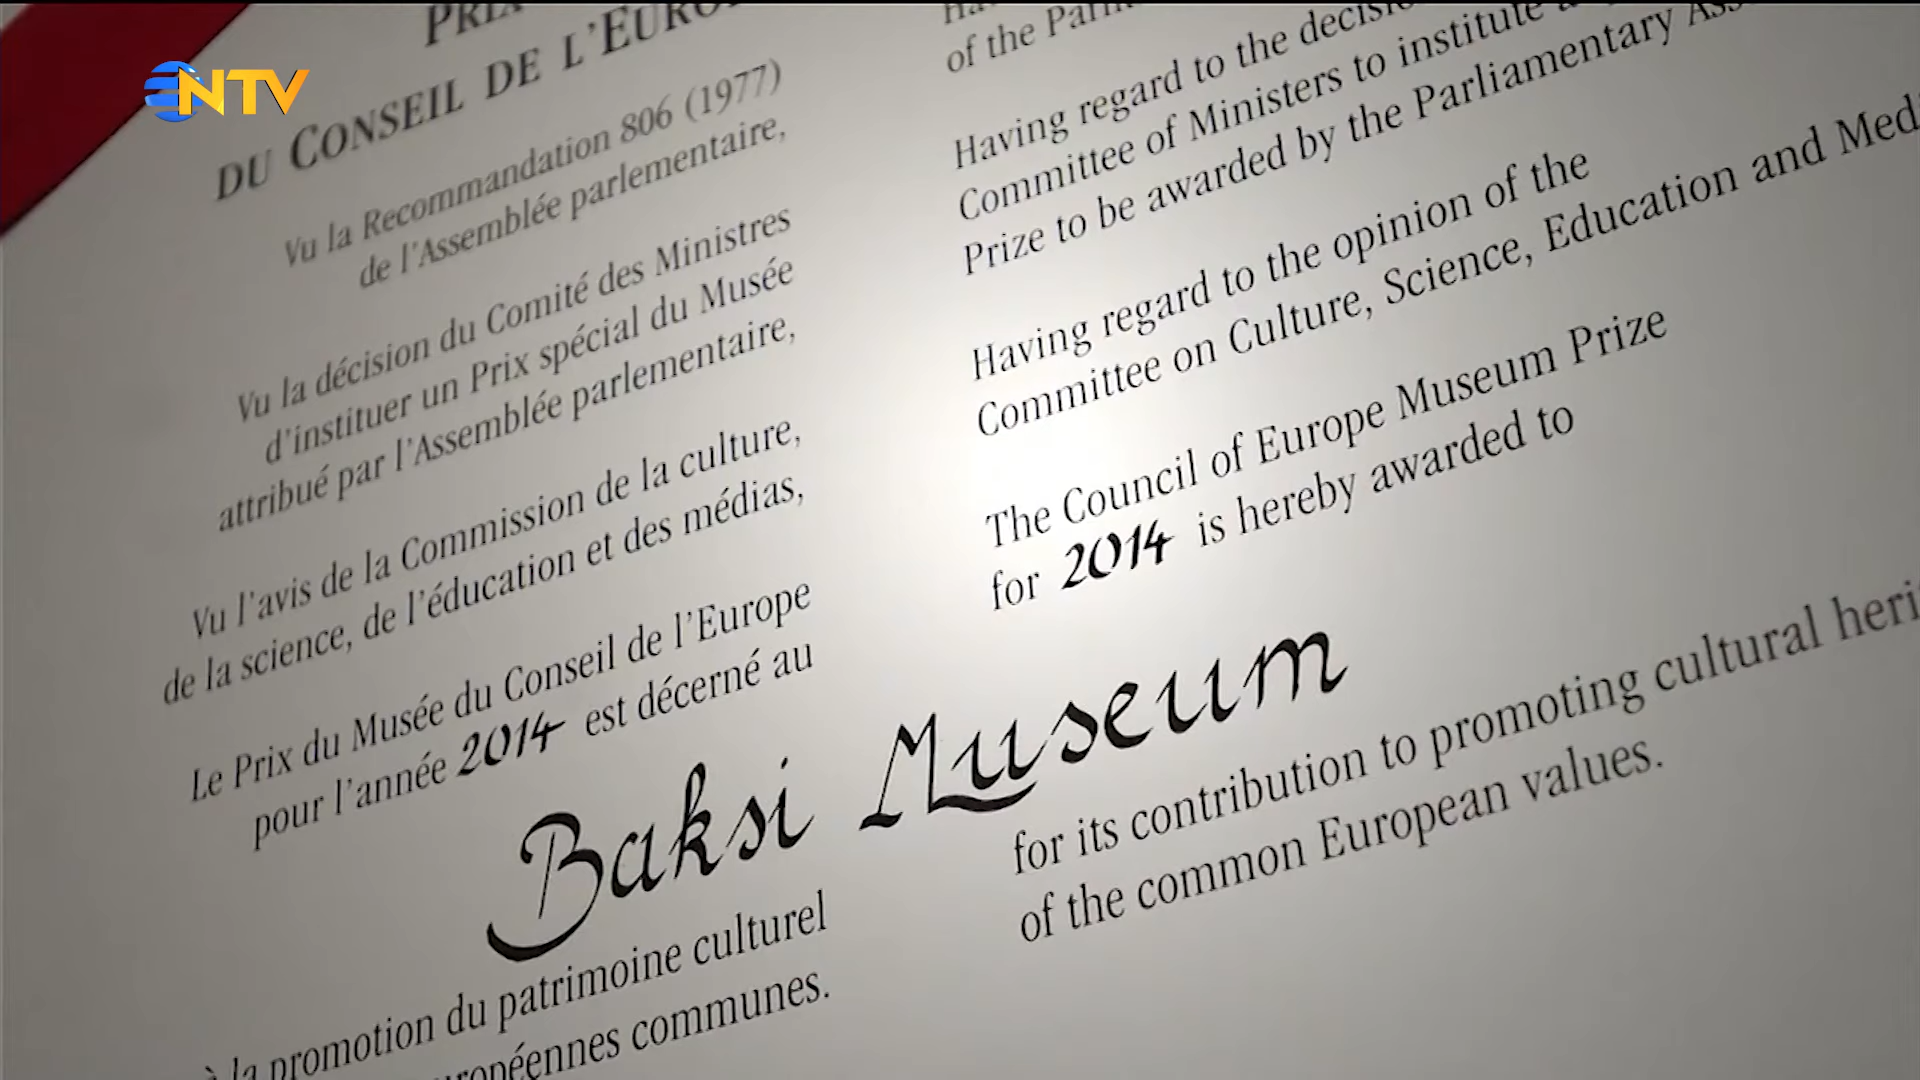 NTV
DU CONSEIL DE L'EURO
Vu la Recommandation 806 (1977)
de l'Assemblée parlementaire,
Vu la décision du Comité des Ministres
d'instituer un Prix spécial du Musée
attribué par l'Assemblée parlementaire,
Vu l'avis de la Commission de la culture,
de la science, de l'éducation et des médias,
Le Prix du Musée du Conseil de l'Europe
pour l'année 2014 est décerné au
of the
Having regard to the
Committee of Ministers to institute
Prize to be awarded by the Parliamentary
Having regard to the opinion of the
Committee on Culture, Science, Education and Medi
The Council of Europe Museum Prize
for 2014 is hereby awarded to
Baksi Museum
la promotion du patrimoine culturel
communes.
for its contribution to promoting cultural heri
of the common European values.